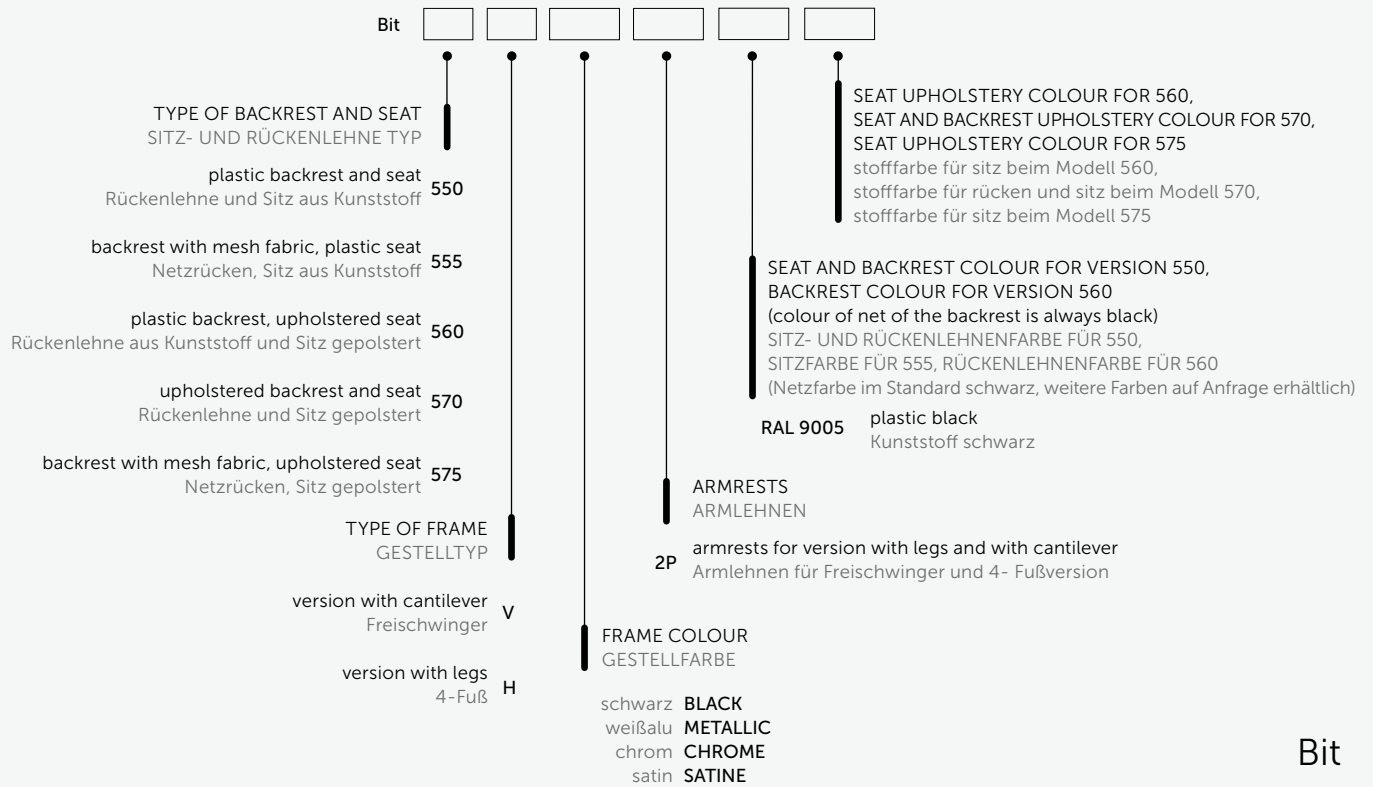 Bit
TYPE OF BACKREST AND SEAT
SITZ- UND RÜCKENLEHNE TYP
plastic backrest and seat
Rückenlehne und Sitz aus Kunststoff
550
backrest with mesh fabric, plastic seat
Netzrücken, Sitz aus Kunststoff
555
plastic backrest, upholstered seat
Rückenlehne aus Kunststoff und Sitz gepolstert
560
upholstered backrest and seat
Rückenlehne und Sitz gepolstert
570
backrest with mesh fabric, upholstered seat
Netzrücken, Sitz gepolstert
575
TYPE OF FRAME
GESTELLTYP
version with cantilever
Freischwinger
V
version with legs
4-Fuß
H
FRAME COLOUR
GESTELLFARBE
schwarz BLACK
weißalu METALLIC
chrom CHROME
satin SATINE
ARMRESTS
ARMLEHNEN
2P
armrests for version with legs and with cantilever
Armlehnen für Freischwinger und 4- Fußversion
SEAT AND BACKREST COLOUR FOR VERSION 550,
BACKREST COLOUR FOR VERSION 560
(colour of net of the backrest is always black)
SITZ- UND RÜCKENLEHNENFARBE FÜR 550,
SITZFARBE FÜR 555, RÜCKENLEHNENFARBE FÜR 560
(Netzfarbe im Standard schwarz, weitere Farben auf Anfrage erhältlich)
RAL 9005
plastic black
Kunststoff schwarz
SEAT UPHOLSTERY COLOUR FOR 560,
SEAT AND BACKREST UPHOLSTERY COLOUR FOR 570,
SEAT UPHOLSTERY COLOUR FOR 575
stofffarbe für sitz beim Modell 560,
stofffarbe für rücken und sitz beim Modell 570,
stofffarbe für sitz beim Modell 575
Bit